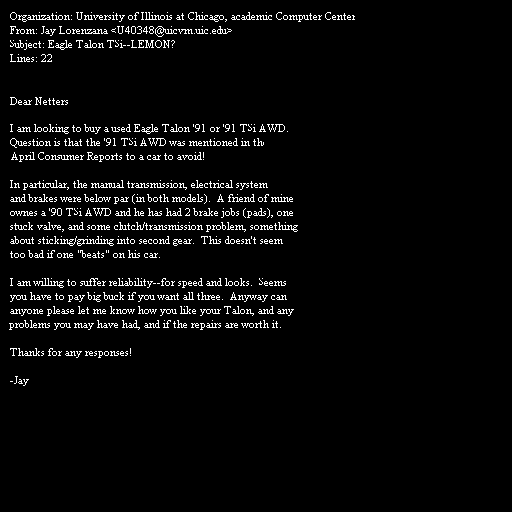 Organization: University of Illinois at Chicago, academic Computer Center
From: Jay Lorenzana <U40348@uicvm.uic.edu>
Subject: Eagle Talon TSi--LEMON?
Lines: 22
Dear Netters
I am looking to buy a used Eagle Talon '91 or '91 TSi AWD.
Question is that the '91 TSi AWD was mentioned in the
April Consumer Reports to a car to avoid!
In particular, the manual transmission, electrical system
and brakes were below par (in both models).  A friend of mine
ownes a '90 TSi AWD and he has had 2 brake jobs (pads), one
stuck valve, and some clutch/transmission problem, something
about sticking/grinding into second gear.  This doesn't seem
too bad if one "beats" on his car.
I am willing to suffer reliability--for speed and looks.  Seems
you have to pay big buck if you want all three.  Anyway can
anyone please let me know how you like your Talon, and any
problems you may have had, and if the repairs are worth it.
Thanks for any responses!
-Jay